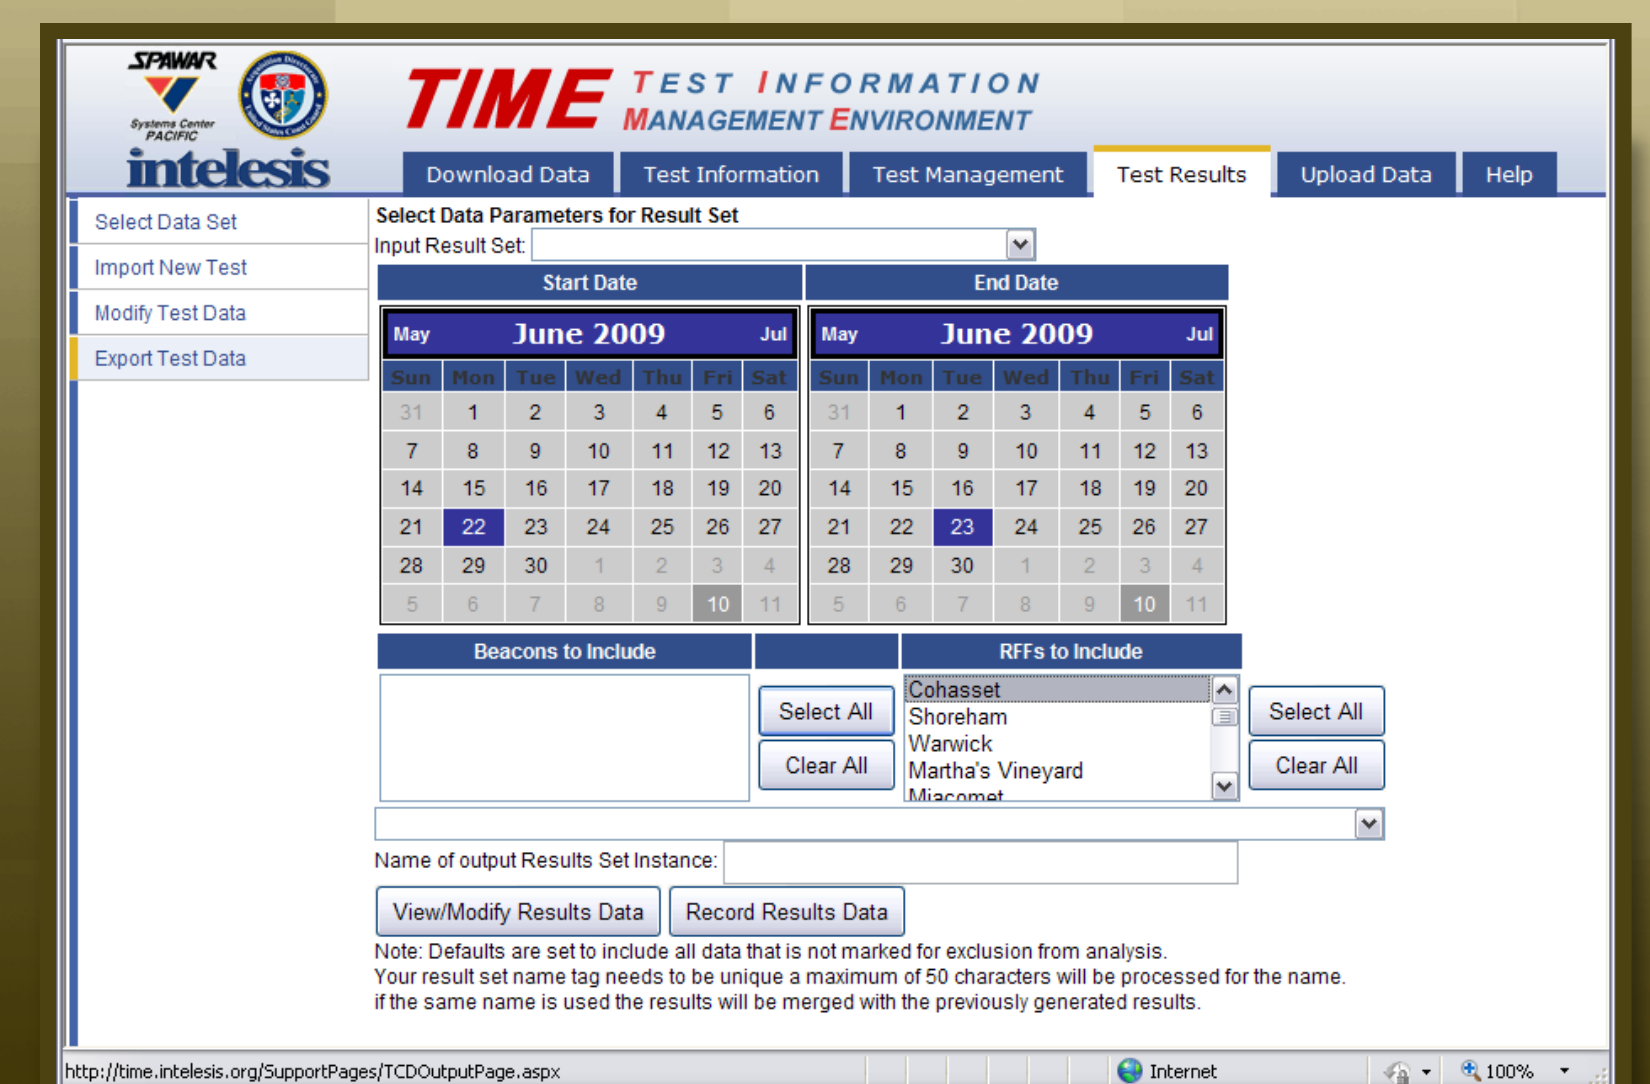 SPAWAR
Systems Center
PACIFIC
intelesis
TIME TEST INFORMATION
MANAGEMENT ENVIRONMENT
Download Data Test Information Test Management Test Results Upload Data Help
Select Data Set
Import New Test
Modify Test Data
Export Test Data
Select Data Parameters for Result Set
Input Result Set:
Start Date End Date
May June 2009 Jul May June 2009 Jul
Sun Mon Tue Wed Thu Fri Sat Sun Mon Tue Wed Thu Fri Sat
31 1 2 3 4 5 6 31 1 2 3 4 5 6
7 8 9 10 11 12 13 7 8 9 10 11 12 13
14 15 16 17 18 19 20 14 15 16 17 18 19 20
21 22 23 24 25 26 27 21 22 23 24 25 26 27
28 29 30 1 2 3 4 28 29 30 1 2 3 4
5 6 7 8 9 10 11 5 6 7 8 9 10 11
Beacons to Include RFFs to Include
Select All
Clear All
Cohasset
Shoreham
Warwick
Martha's Vineyard
Miacomet
Select All
Clear All
Name of output Results Set Instance:
View/Modify Results Data Record Results Data
Note: Defaults are set to include all data that is not marked for exclusion from analysis.
Your result set name tag needs to be unique a maximum of 50 characters will be processed for the name.
if the same name is used the results will be merged with the previously generated results.
http://time.intelesis.org/SupportPages/TCDOutputPage.aspx Internet 100%